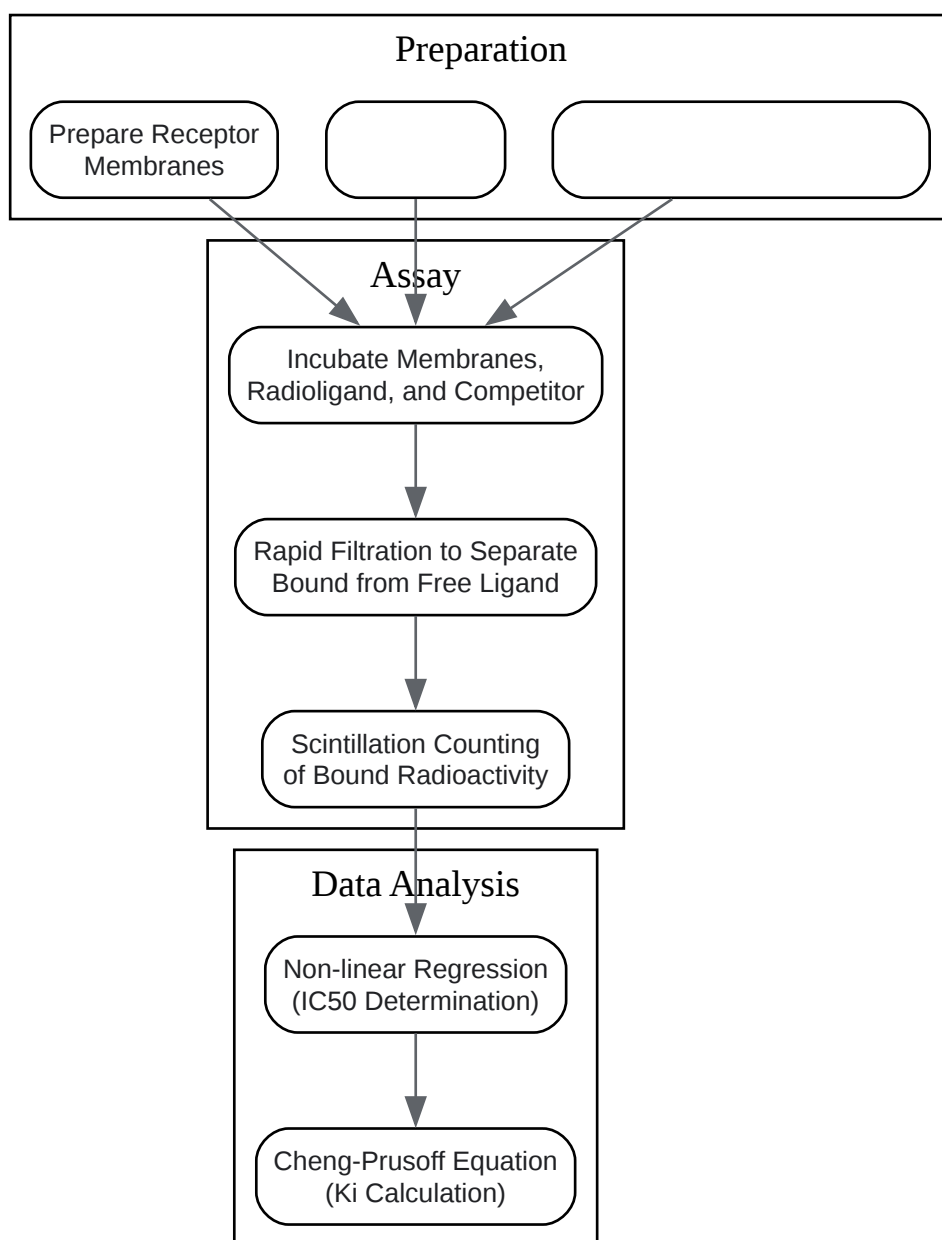 Preparation
Prepare Receptor
Membranes
Assay
Incubate Membranes,
Radioligand, and Competitor
Rapid Filtration to Separate
Bound from Free Ligand
Scintillation Counting
of Bound Radioactivity
Data Analysis
Non-linear Regression
(IC50 Determination)
Cheng-Prusoff Equation
(Ki Calculation)